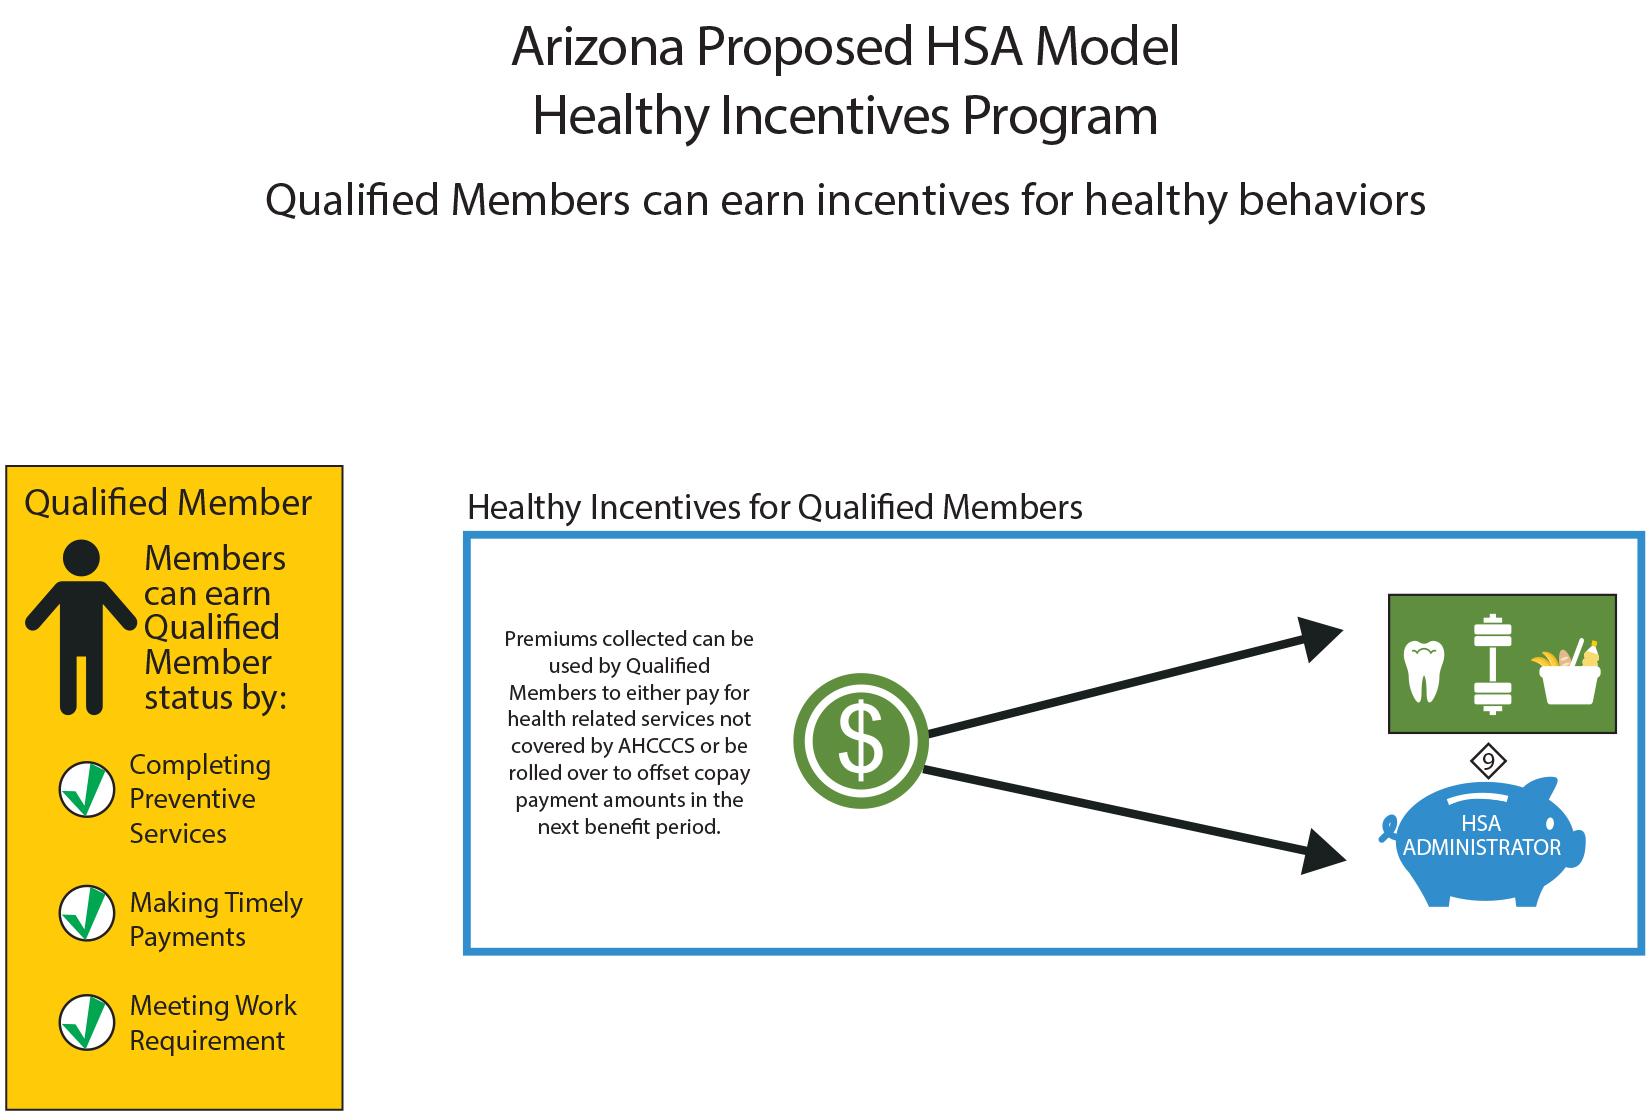 Arizona Proposed HSA Model
Healthy Incentives Program
Qualified Members can earn incentives for healthy behaviors
Qualified Member
Members
can earn
Qualified
Member
status by:
Completing
Preventive
Services
Making Timely
Payments
Meeting Work
Requirement
Healthy Incentives for Qualified Members
Premiums collected can be
used by Qualified
Members to either pay for
health related services not
covered by AHCCCS or be
rolled over to offset copay
payment amounts in the
next benefit period.
$
9
HSA
ADMINISTRATOR